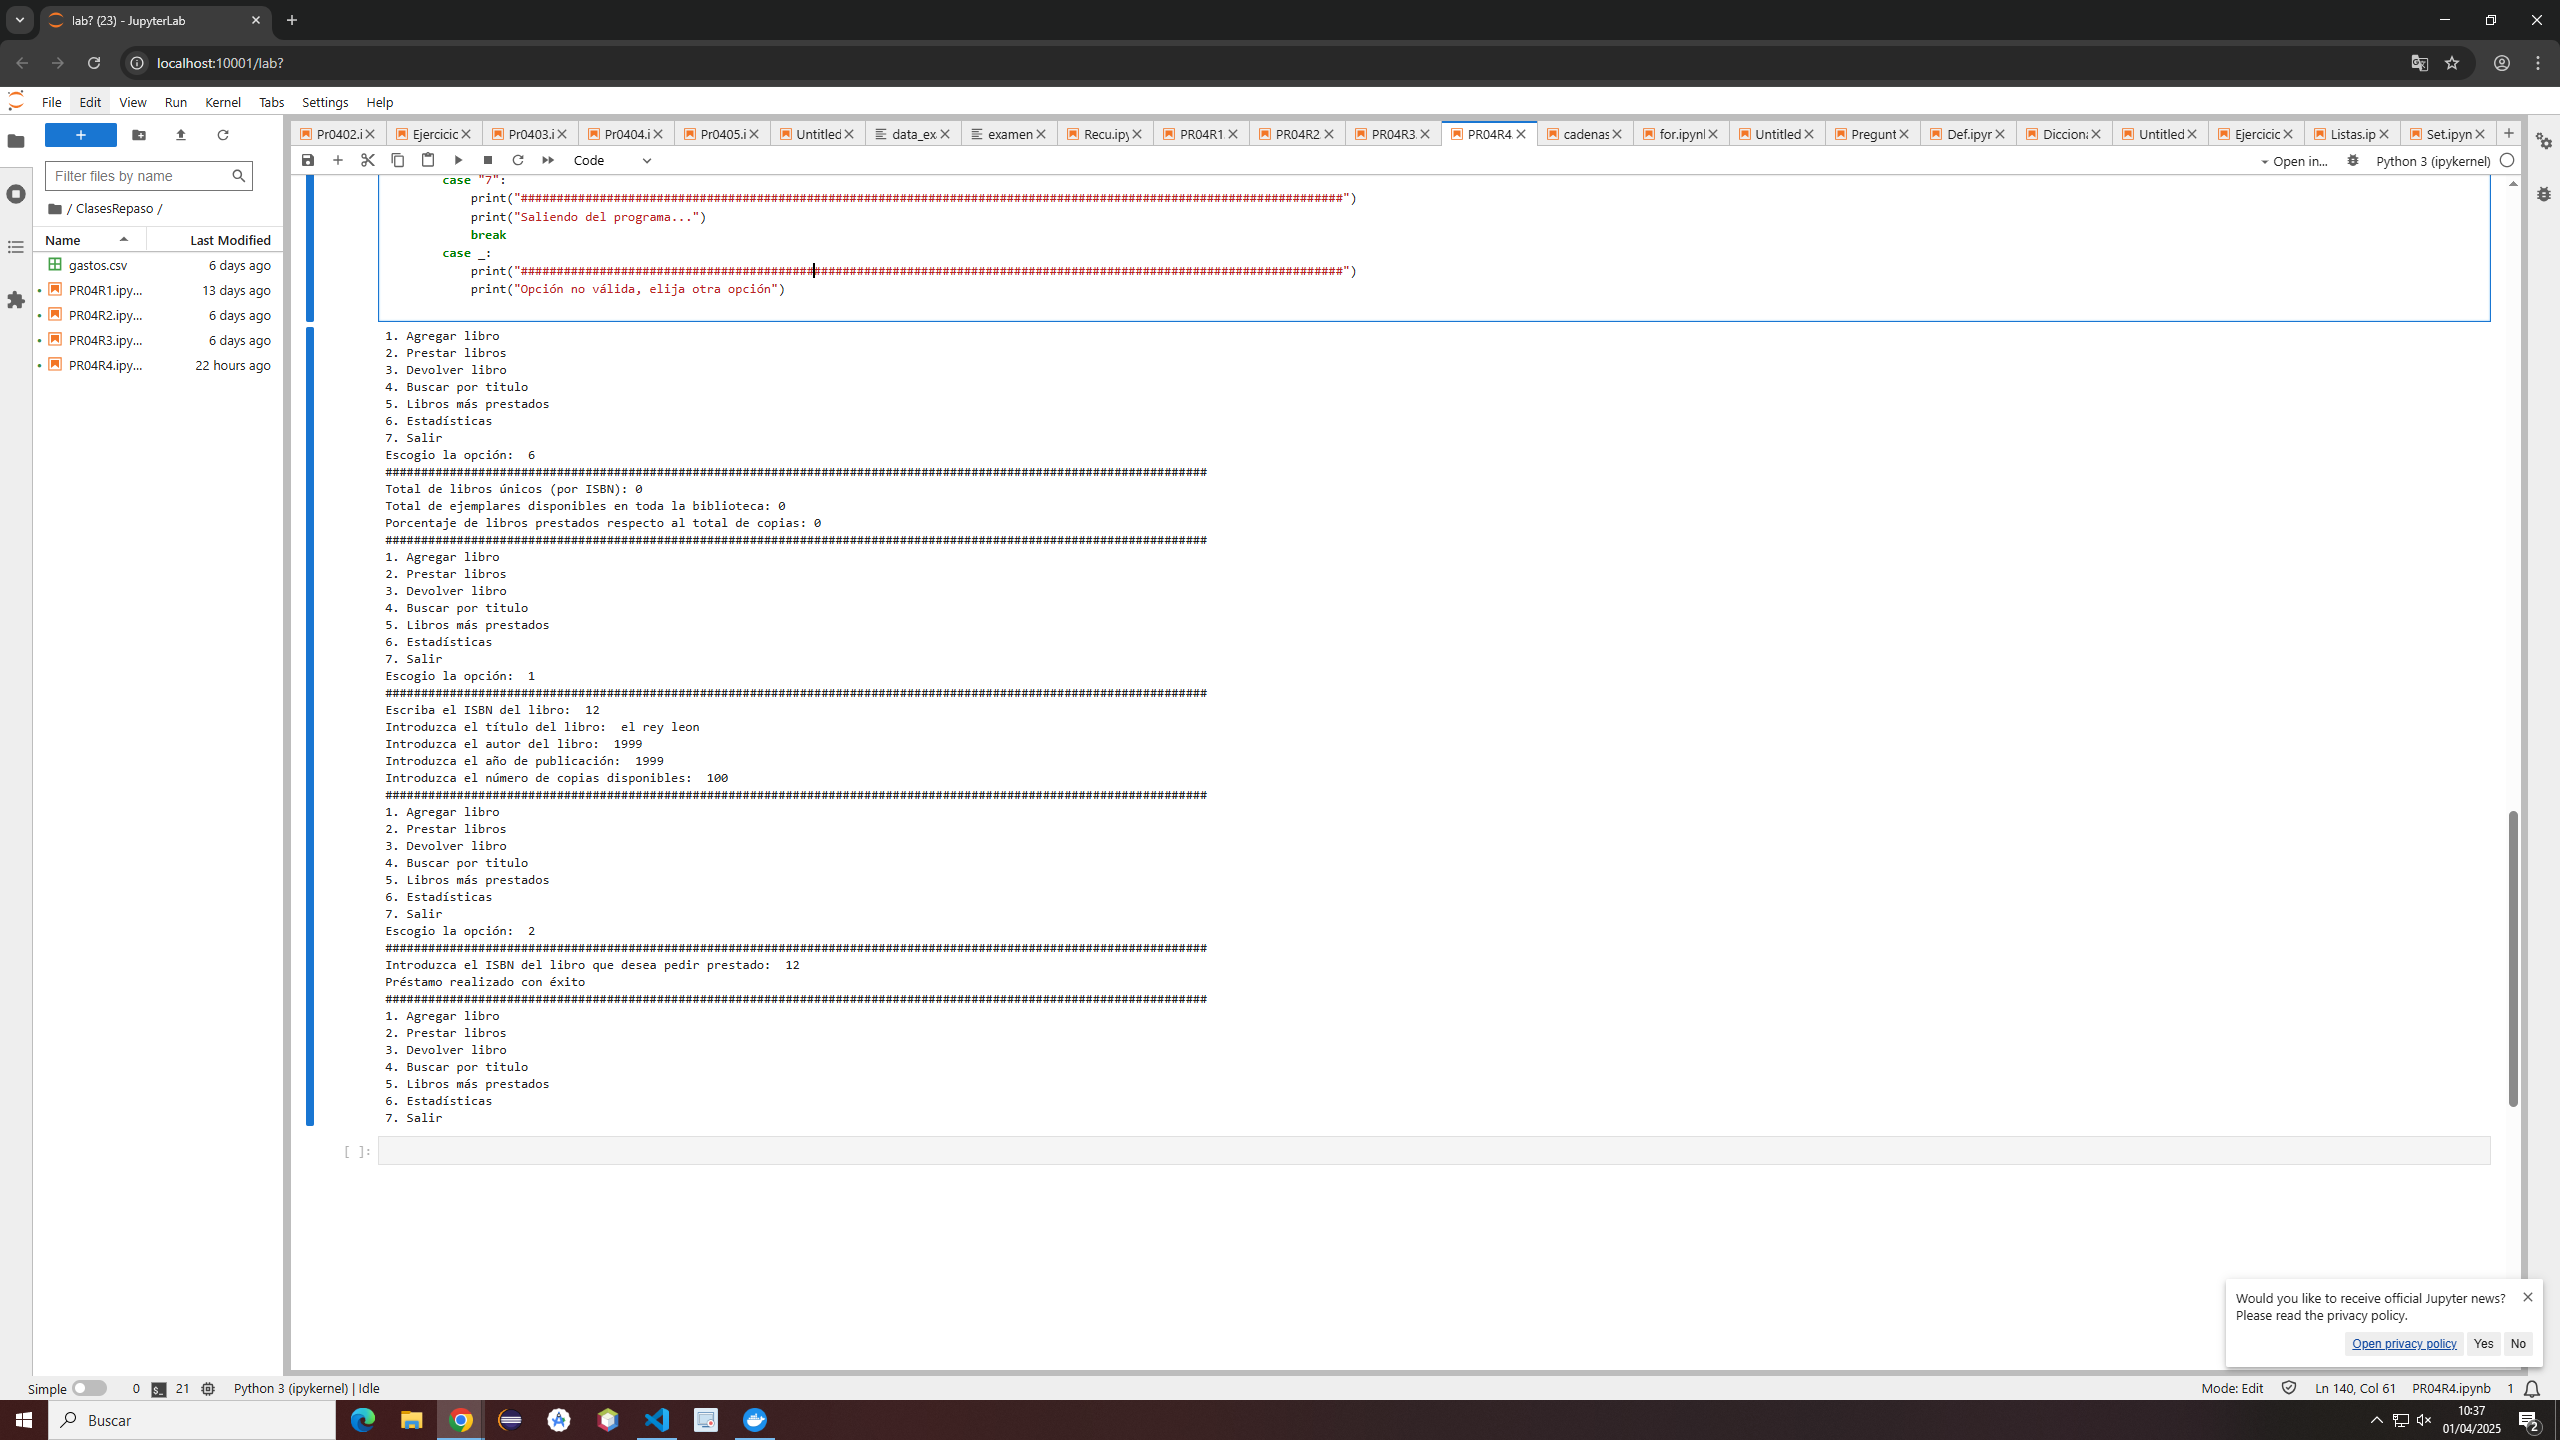 lab? (23) - JupyterLab
localhost:10001/lab?
File Edit View Run Kernel Tabs Settings Help
Pr0402.i Ejercicic Pr0403.i Pr0404.i Pr0405.i Untitled data_ex examen Recu.ipy PR04R1. PR04R2. PR04R3. PR04R4. cadenas for.ipyn Untitled Pregunt Def.ipyr Dicciona Untitled Ejercicic Listas.ip Set.ipyn
Code
Open in...
Python 3 (ipykernel)
Filter files by name
/ ClasesRepaso /
Name Last Modified
gastos.csv 6 days ago
PR04R1.ipy... 13 days ago
PR04R2.ipy... 6 days ago
PR04R3.ipy... 6 days ago
PR04R4.ipy... 22 hours ago
case "7":
print("###################################################################################################################")
print("Saliendo del programa...")
break
case _:
print("###################################################################################################################")
print("Opción no válida, elija otra opción")
1. Agregar libro
2. Prestar libros
3. Devolver libro
4. Buscar por titulo
5. Libros más prestados
6. Estadísticas
7. Salir
Escogio la opción:  6
###################################################################################################################
Total de libros únicos (por ISBN): 0
Total de ejemplares disponibles en toda la biblioteca: 0
Porcentaje de libros prestados respecto al total de copias: 0
###################################################################################################################
1. Agregar libro
2. Prestar libros
3. Devolver libro
4. Buscar por titulo
5. Libros más prestados
6. Estadísticas
7. Salir
Escogio la opción:  1
###################################################################################################################
Escriba el ISBN del libro:  12
Introduzca el título del libro:  el rey leon
Introduzca el autor del libro:  1999
Introduzca el año de publicación:  1999
Introduzca el número de copias disponibles:  100
###################################################################################################################
1. Agregar libro
2. Prestar libros
3. Devolver libro
4. Buscar por titulo
5. Libros más prestados
6. Estadísticas
7. Salir
Escogio la opción:  2
###################################################################################################################
Introduzca el ISBN del libro que desea pedir prestado:  12
Préstamo realizado con éxito
###################################################################################################################
1. Agregar libro
2. Prestar libros
3. Devolver libro
4. Buscar por titulo
5. Libros más prestados
6. Estadísticas
7. Salir
[ ]:
Would you like to receive official Jupyter news?
Please read the privacy policy.
Open privacy policy Yes No
Simple 0 21 Python 3 (ipykernel) | Idle
Mode: Edit Ln 140, Col 61 PR04R4.ipynb 1
Buscar
10:37
01/04/2025
2